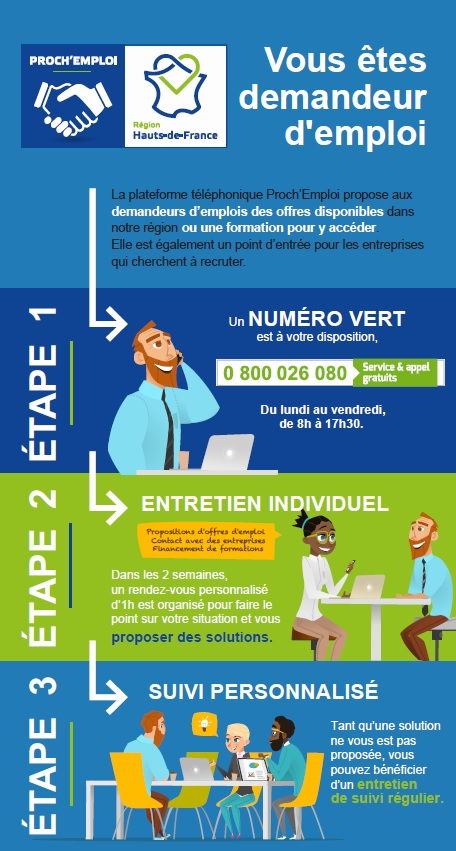 PROCH'EMPLOI
Région
Hauts-de-France
Vous êtes
demandeur
d'emploi
La plateforme téléphonique Proch'Emploi propose aux
demandeurs d'emplois des offres disponibles dans
notre région ou une formation pour y accéder.
Elle est également un point d'entrée pour les entreprises
qui cherchent à recruter.
ÉTAPE 1
Un NUMÉRO VERT
est à votre disposition,
0 800 026 080
Service & appel
gratuits
Du lundi au vendredi,
de 8h à 17h30.
ÉTAPE 2
ENTRETIEN INDIVIDUEL
Propositions d'offres d'emploi
Contact avec des entreprises
Financement de formations
Dans les 2 semaines,
un rendez-vous personnalisé
d'1h est organisé pour faire le
point sur votre situation et vous
proposer des solutions.
ÉTAPE 3
SUIVI PERSONNALISÉ
Tant qu'une solution
ne vous est pas
proposée, vous
pouvez bénéficier
d'un entretien
de suivi régulier.